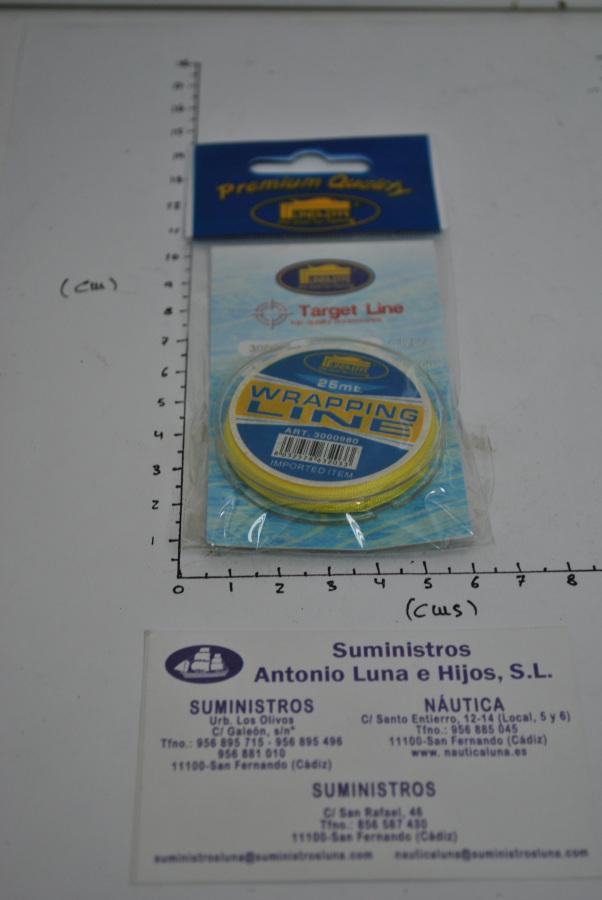 Premium Quality
(cm)
Target Line
25mt.
WRAPPING
LINE
ART. 3000980
IMPORTED ITEM
11
10
9
8
7
6
5
4
3
2
1
0 1 2 3 4 5 6 7 8
(cms)
Suministros
Antonio Luna e Hijos, S.L.
SUMINISTROS
Urb. Los Olivos
C/ Galeón, s/nº
Tfno.: 956 895 715 - 956 895 496
956 881 010
11100-San Fernando (Cádiz)
NÁUTICA
C/ Santo Entierro, 12-14 (Local, 5 y 6)
Tfno.: 956 885 045
11100-San Fernando (Cádiz)
www. nauticaluna.es
SUMINISTROS
C/ San Rafael, 46
Tfno.: 856 587 430
11100-San Fernando (Cádiz)
suministrosluna@suministrosluna.com nauticaluna@suministrosluna.com